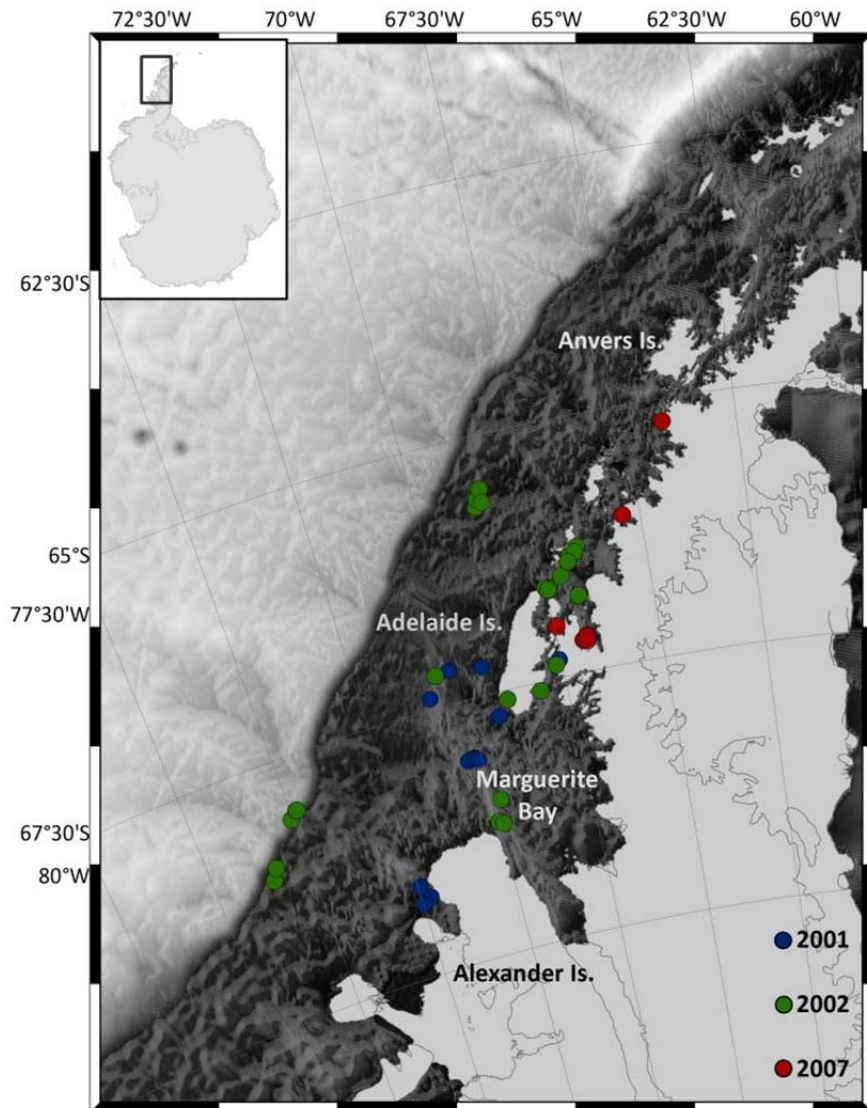 72°30'W 70°W 67°30'W 65°W 62°30'W 60°W
62°30'S
Anvers Is.
65°S
77°30'W
Adelaide Is.
Marguerite
Bay
67°30'S
80°W
2001
Alexander Is.
2002
2007